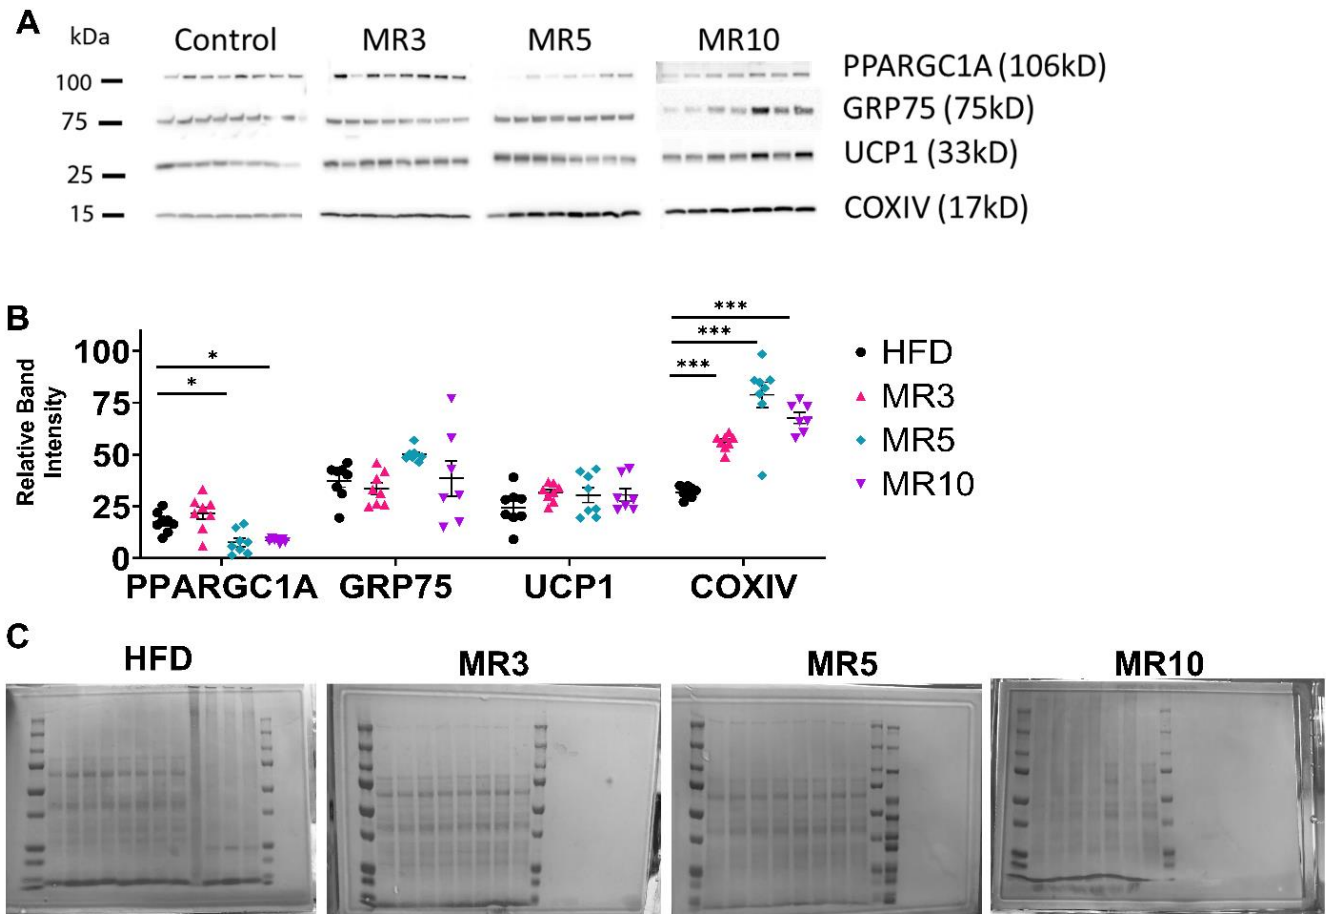 A
kDa Control MR3 MR5 MR10
100 PPARGC1A (106kD)
75 GRP75 (75kD)
UCP1 (33kD)
25
15 COXIV (17kD)
B
Relative Band
Intensity
100
75
50
25
0
* * *** *** ***
PPARGC1A GRP75 UCP1 COXIV
HFD
MR3
MR5
MR10
C
HFD MR3 MR5 MR10